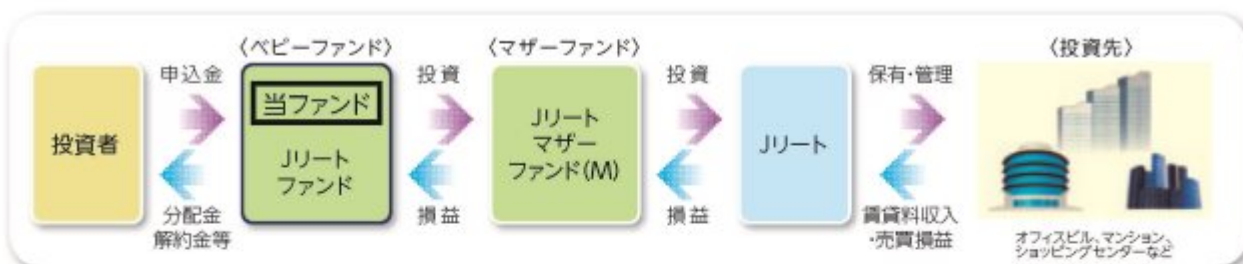 〈ベビーファンド〉
〈マザーファンド〉
〈投資先〉
申込金
投資
投資
保有・管理
投資者
当ファンド
Jリート
ファンド
Jリート
マザー
ファンド(M)
Jリート
分配金
解約金等
損益
損益
賃貸料収入
・売買損益
オフィスビル、マンション、
ショッピングセンターなど